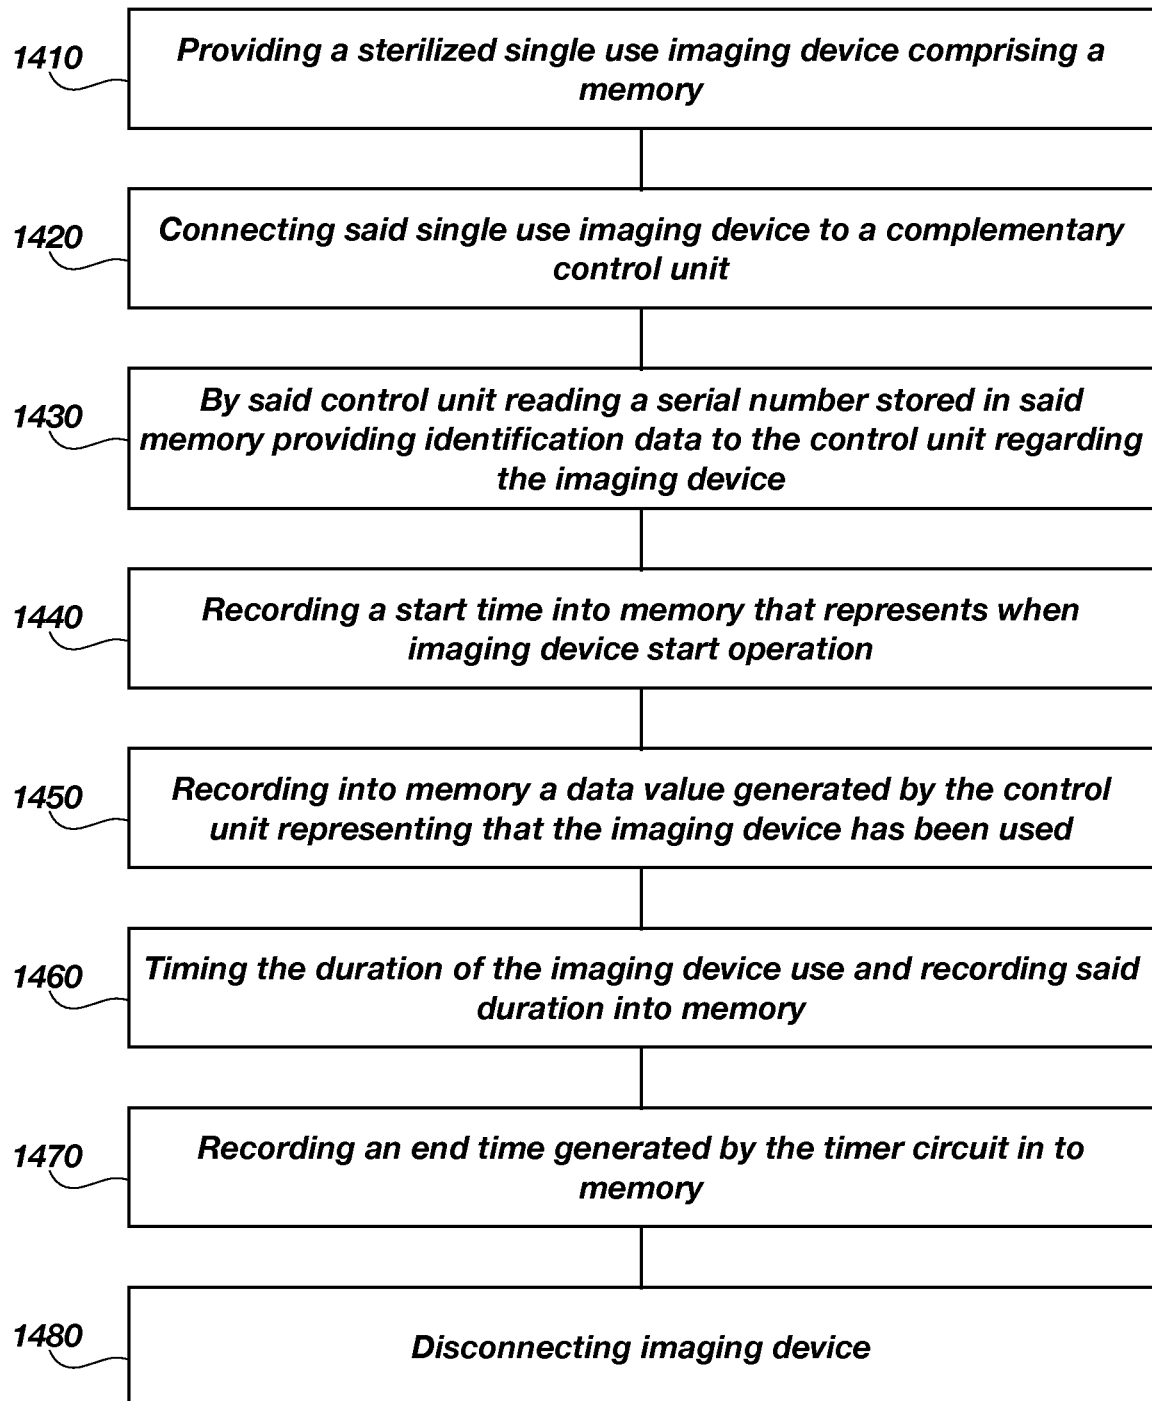 1410
Providing a sterilized single use imaging device comprising a
memory
1420
Connecting said single use imaging device to a complementary
control unit
1430
By said control unit reading a serial number stored in said
memory providing identification data to the control unit regarding
the imaging device
1440
Recording a start time into memory that represents when
imaging device start operation
1450
Recording into memory a data value generated by the control
unit representing that the imaging device has been used
1460
Timing the duration of the imaging device use and recording said
duration into memory
1470
Recording an end time generated by the timer circuit in to
memory
1480
Disconnecting imaging device